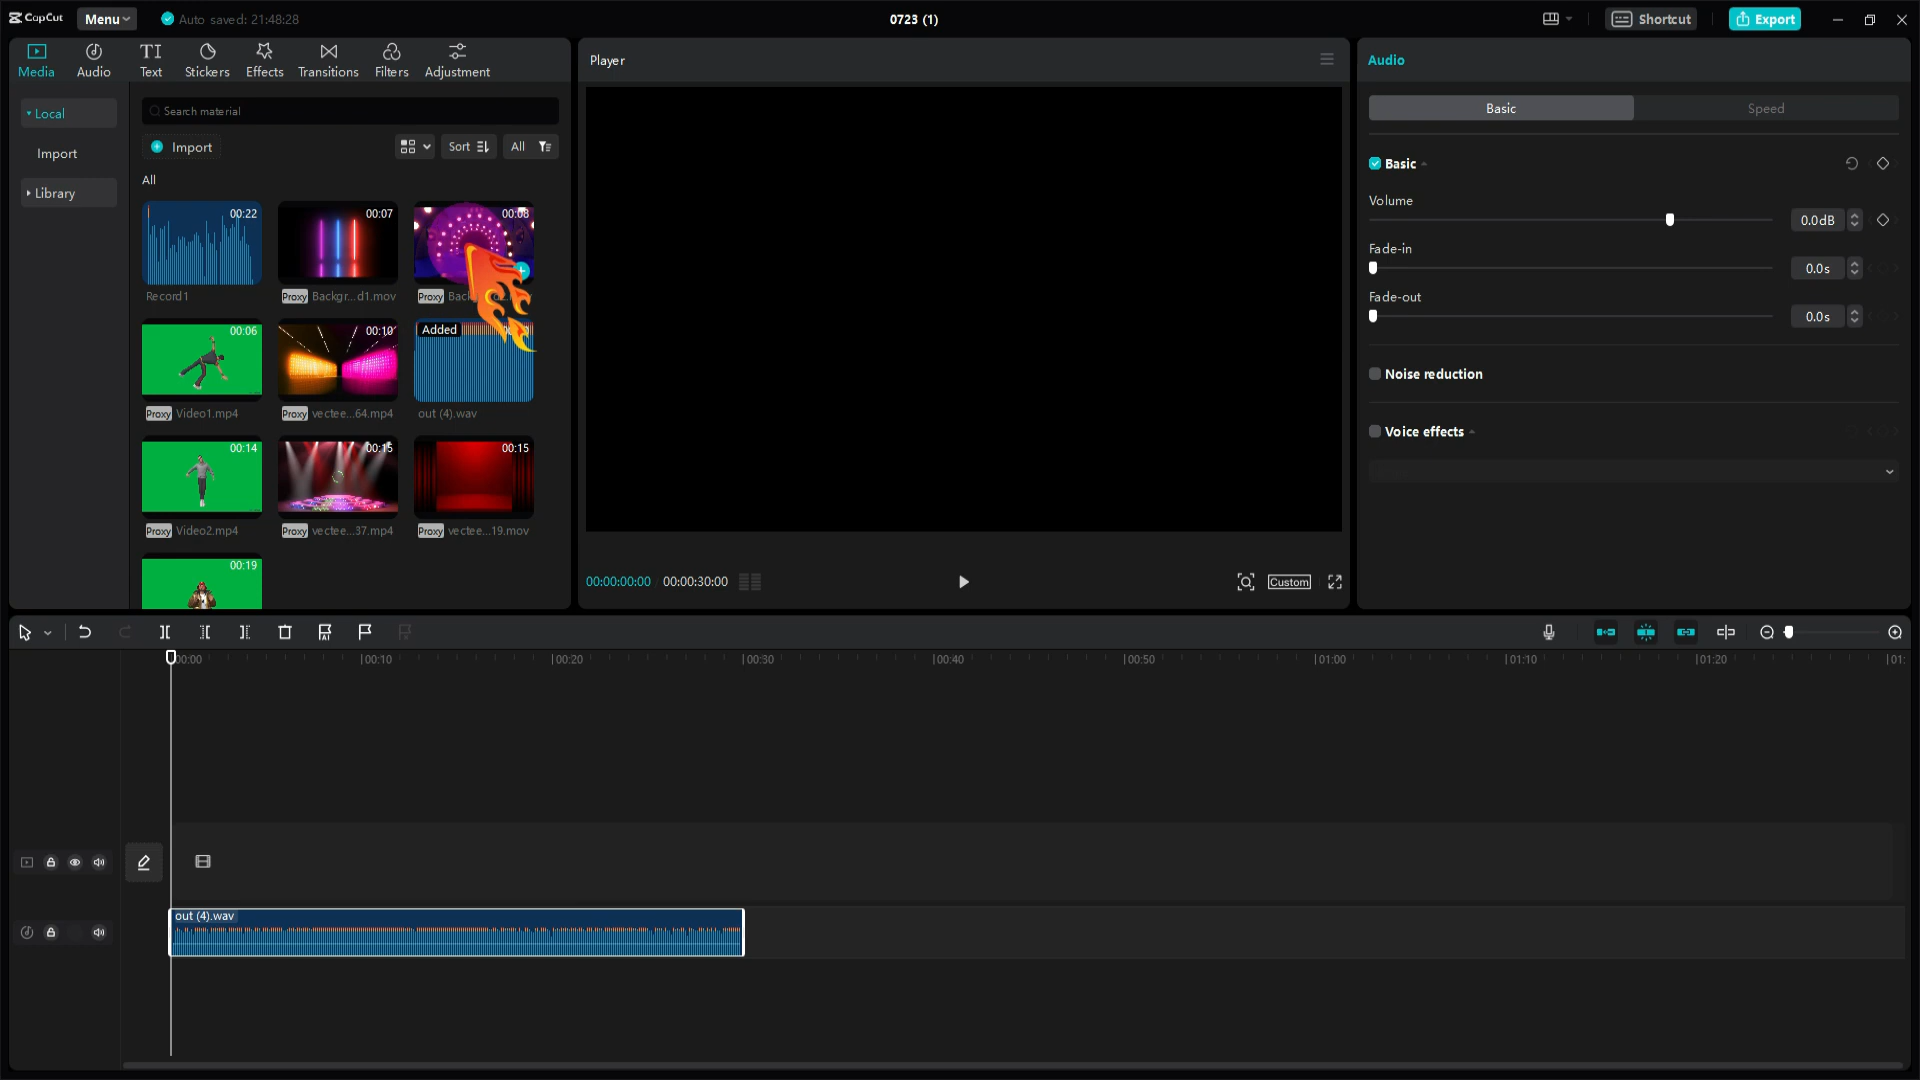 CapCut
Menu
Auto saved: 21:48:28
0723 (1)
Shortcut
Export
Media
Audio
Text
Stickers
Effects
Transitions
Filters
Adjustment
Player
Audio
Local
Import
Library
Search material
Import
Sort
All
All
00:22
00:07
00:08
Record1
Proxy Backgr...d1.mov
Proxy
00:06
00:10
Added
Proxy Video1.mp4
Proxy vectee...64.mp4
out (4).wav
00:14
00:15
00:15
Proxy Video2.mp4
Proxy vectee...37.mp4
Proxy vectee...19.mov
00:19
00:00:00:00
00:00:30:00
Custom
Basic
Speed
Basic
Volume
0.0dB
Fade-in
0.0s
Fade-out
0.0s
Noise reduction
Voice effects
00:00
00:10
00:20
00:30
00:40
00:50
01:00
01:10
01:20
01:
out (4).wav